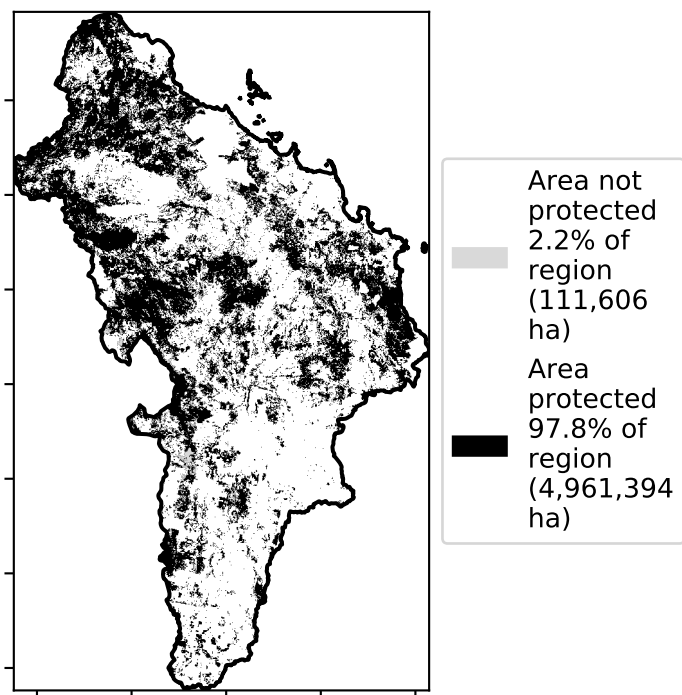 Area not
protected
2.2% of
region
(111,606
ha)
Area
protected
97.8% of
region
(4,961,394
ha)